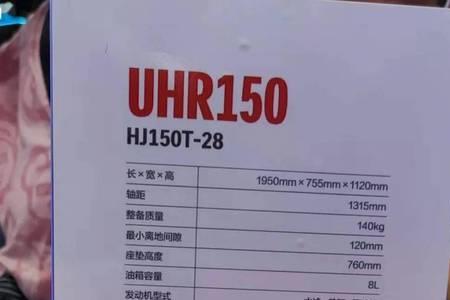 UHR150
HJ150T-28
长×宽×高 1950mm×755mm×1120mm
轴距 1315mm
整备质量 140kg
最小离地间隙 120mm
座垫高度 760mm
油箱容量 8L
发动机型式